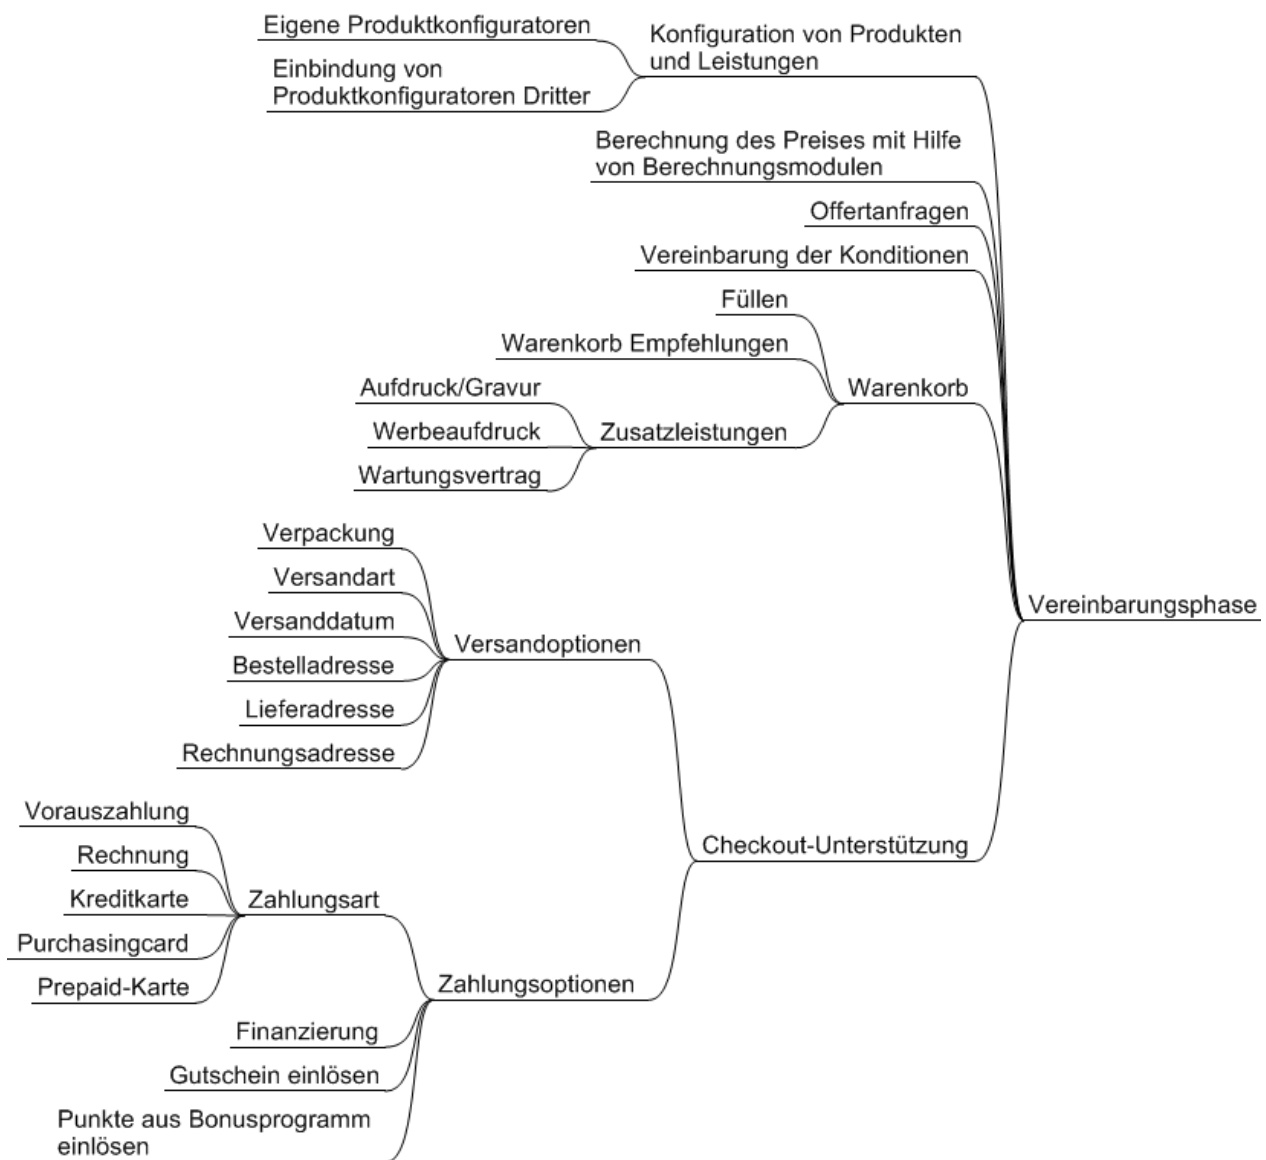 Eigene Produktkonfiguratoren
Einbindung von
Produktkonfiguratoren Dritter
Konfiguration von Produkten
und Leistungen
Berechnung des Preises mit Hilfe
von Berechnungsmodulen
Offertanfragen
Vereinbarung der Konditionen
Füllen
Warenkorb Empfehlungen
Aufdruck/Gravur
Werbeaufdruck
Wartungsvertrag
Zusatzleistungen
Warenkorb
Verpackung
Versandart
Versanddatum
Bestelladresse
Lieferadresse
Rechnungsadresse
Versandoptionen
Vorauszahlung
Rechnung
Kreditkarte
Purchasingcard
Prepaid-Karte
Zahlungsart
Finanzierung
Gutschein einlösen
Punkte aus Bonusprogramm
einlösen
Zahlungsoptionen
Checkout-Unterstützung
Vereinbarungsphase